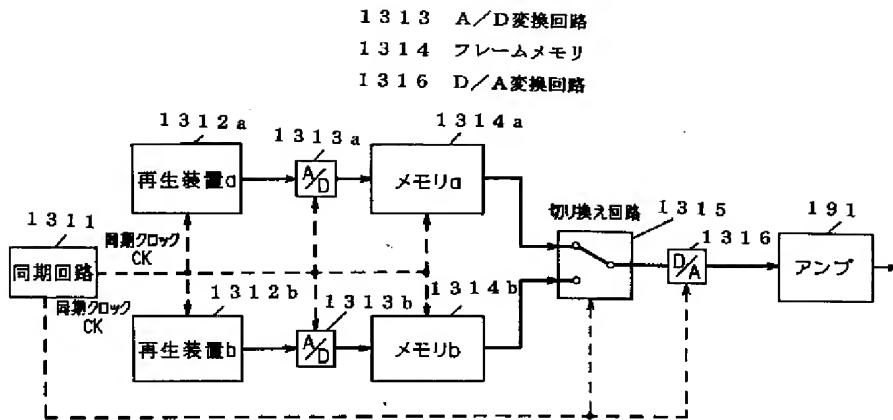 1313 A/D変換回路
1314 フレームメモリ
1316 D/A変換回路
1312a
1313a
1314a
再生装置a
A/D
メモリa
切り換え回路
1315
1316
191
1311
同期クロック
CK
同期回路
D/A
アンプ
同期クロック
CK
1312b
1313b
1314b
再生装置b
A/D
メモリb